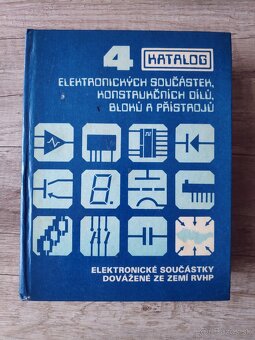 4 KATALOG
ELEKTRONICKÝCH SOUČÁSTEK,
KONSTRUKČNÍCH DÍLŮ,
BLOKŮ A PŘÍSTROJŮ
ELEKTRONICKÉ SOUČÁSTKY
DOVÁŽENÉ ZE ZEMÍ RVHP